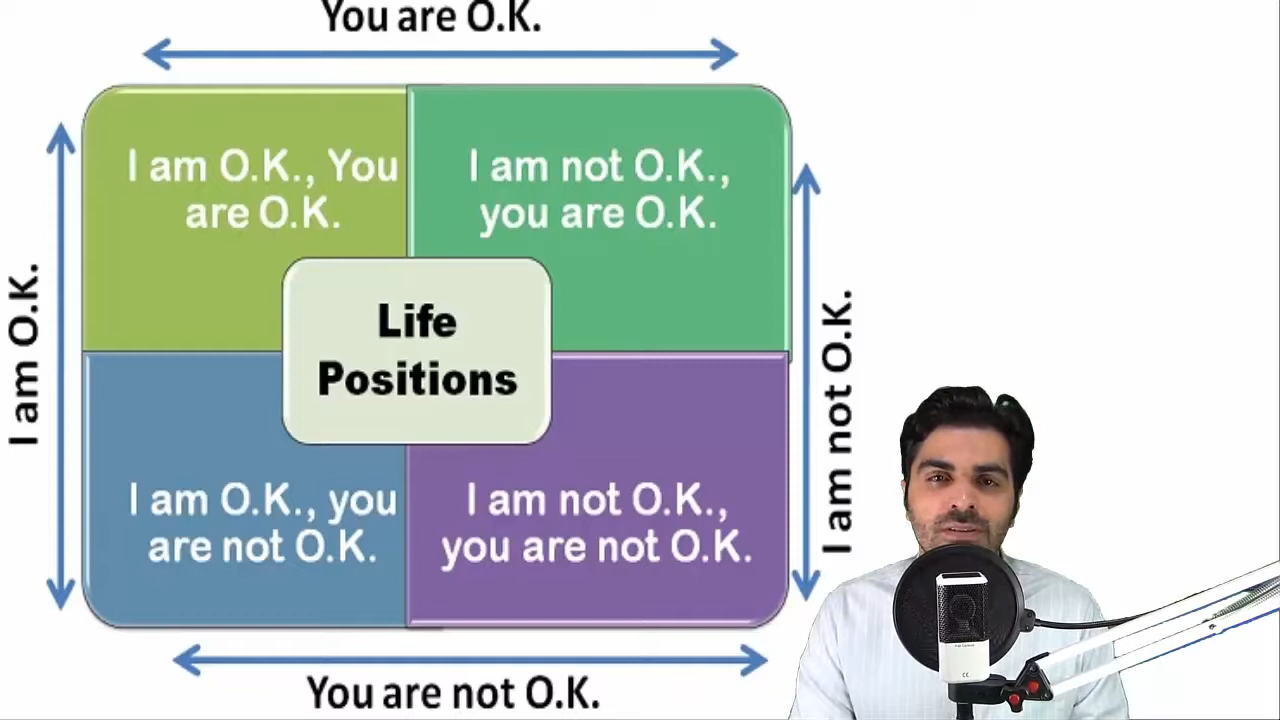 You are O.K.
I am O.K., You
are O.K.
I am not O.K.,
you are O.K.
I am O.K.
Life
Positions
I am not O.K.
I am O.K., you
are not O.K.
I am not O.K.,
you are not O.K.
You are not O.K.